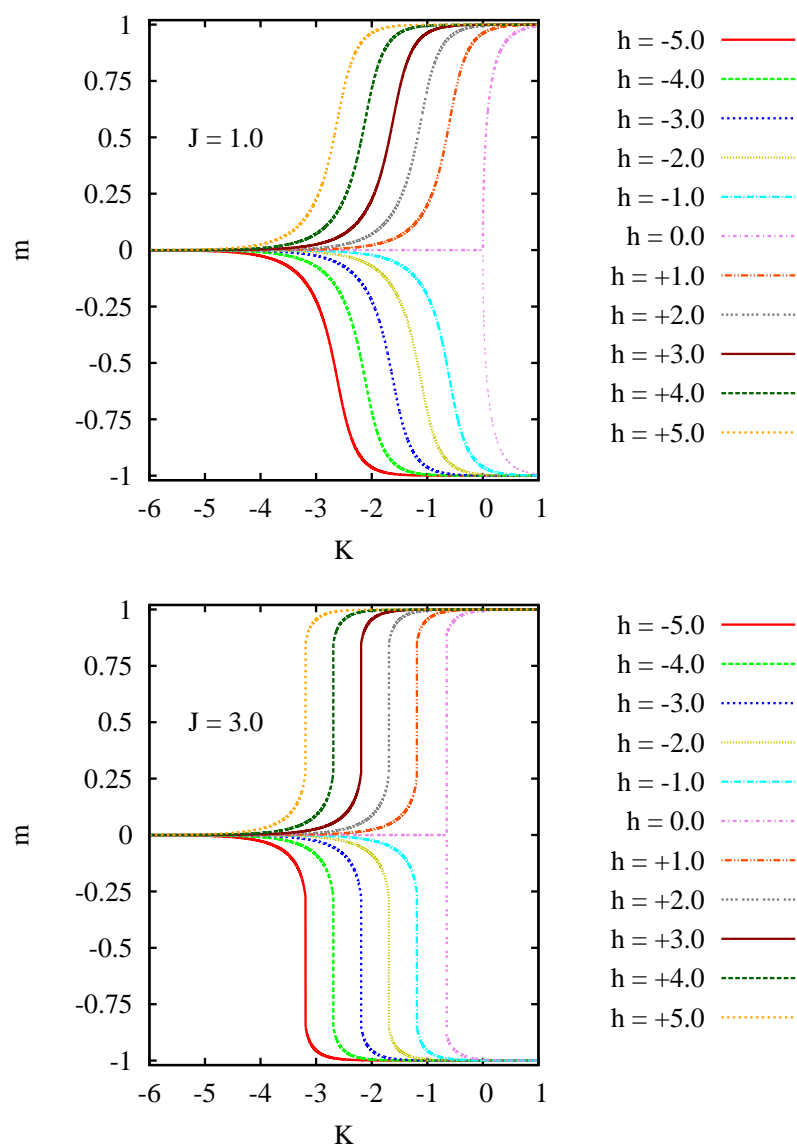 1
0.75
0.5
0.25
0
-0.25
-0.5
-0.75
-1
m
J = 1.0
-6 -5 -4 -3 -2 -1 0 1
K
h = -5.0
h = -4.0
h = -3.0
h = -2.0
h = -1.0
h = 0.0
h = +1.0
h = +2.0
h = +3.0
h = +4.0
h = +5.0
1
0.75
0.5
0.25
0
-0.25
-0.5
-0.75
-1
m
J = 3.0
-6 -5 -4 -3 -2 -1 0 1
K
h = -5.0
h = -4.0
h = -3.0
h = -2.0
h = -1.0
h = 0.0
h = +1.0
h = +2.0
h = +3.0
h = +4.0
h = +5.0